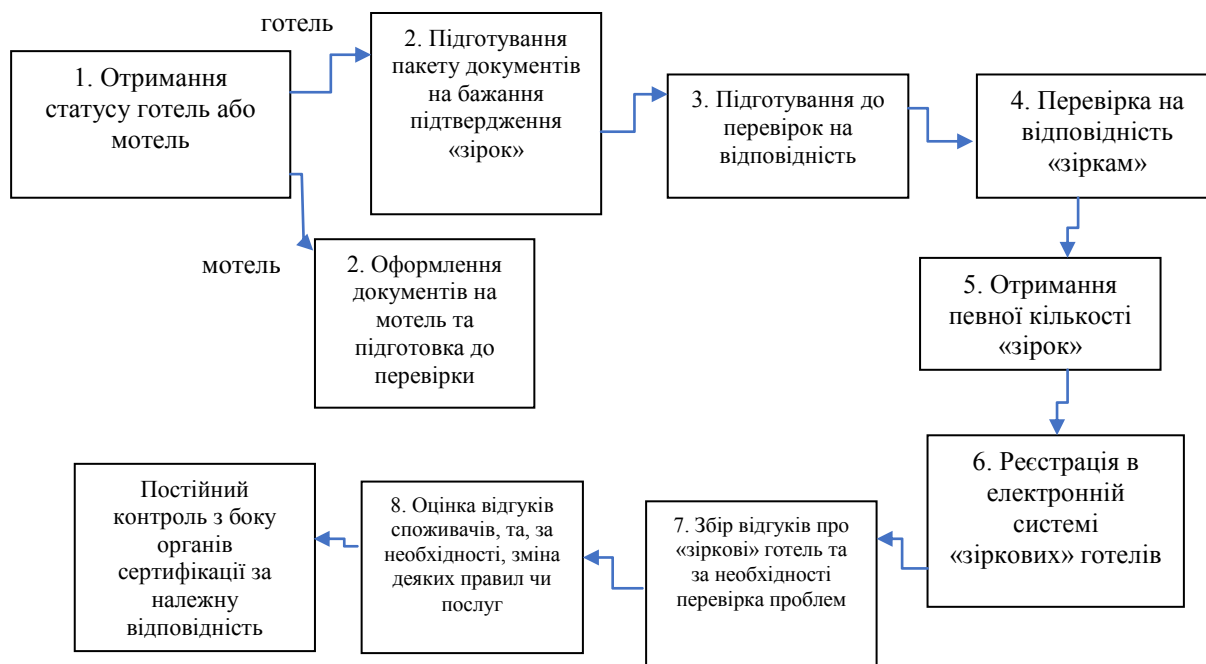 готель
1. Отримання
статусу готель або
мотель
2. Підготування
пакету документів
на бажання
підтвердження
«зірок»
3. Підготування до
перевірок на
відповідність
4. Перевірка на
відповідність
«зіркам»
мотель
2. Оформлення
документів на
мотель та
підготовка до
перевірки
5. Отримання
певної кількості
«зірок»
6. Реєстрація в
електронній
системі
«зіркових» готелів
7. Збір відгуків про
«зіркові» готель та
за необхідності
перевірка проблем
8. Оцінка відгуків
споживачів, та, за
необхідності, зміна
деяких правил чи
послуг
Постійний
контроль з боку
органів
сертифікації за
належну
відповідність